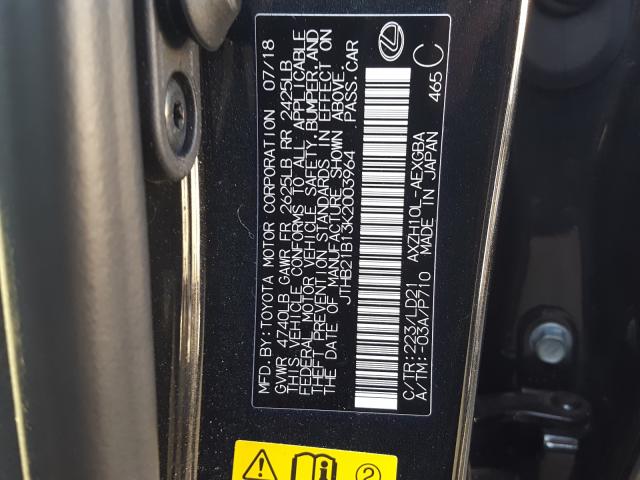 MFD.BY:TOYOTA MOTOR CORPORATION 07/18
GVWR 4740LB GAWR FR 2625LB RR 2425LB
THIS VEHICLE CONFORMS TO ALL APPLICABLE
FEDERAL MOTOR VEHICLE SAFETY, BUMPER, AND
THEFT PREVENTION STANDARDS IN EFFECT ON
THE DATE OF MANUFACTURE SHOWN ABOVE.
JTHB21B13K2003964 PASS.CAR
C/TR:223/LD21 AXZH10L-AEXGBA 465 C
A/TM:-03A/P710 MADE IN JAPAN